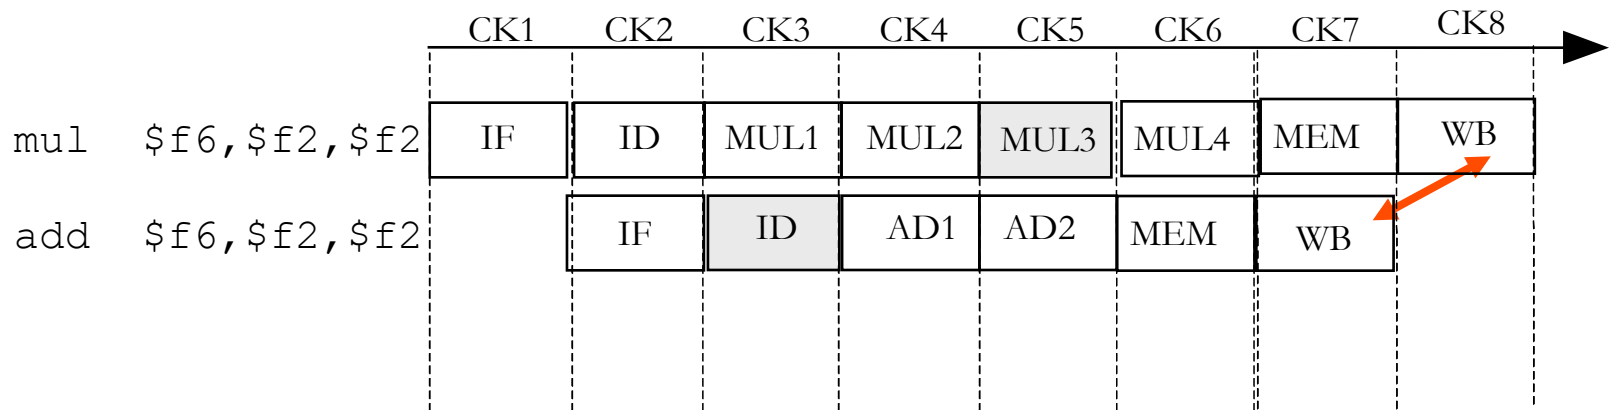 CK1 CK2 CK3 CK4 CK5 CK6 CK7 CK8
mul $f6,$f2,$f2 IF ID MUL1 MUL2 MUL3 MUL4 MEM WB
add $f6,$f2,$f2 IF ID AD1 AD2 MEM WB